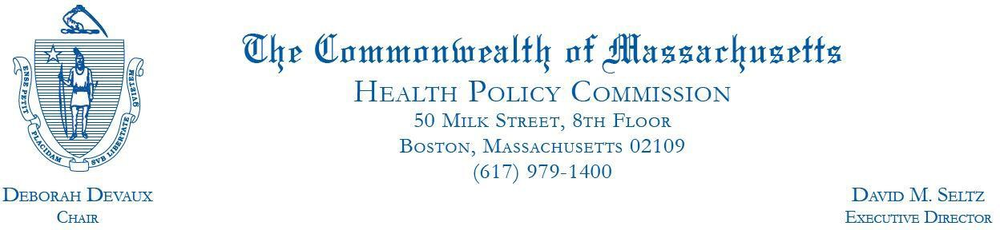 The Commonwealth of Massachusetts
HEALTH POLICY COMMISSION
50 MILK STREET, 8TH FLOOR
BOSTON, MASSACHUSETTS 02109
(617) 979-1400
ENSE PETIT
PLACIDAM
SVB LIBERTATE
QVIETEM
DEBORAH DEVAUX
CHAIR
DAVID M. SELTZ
EXECUTIVE DIRECTOR